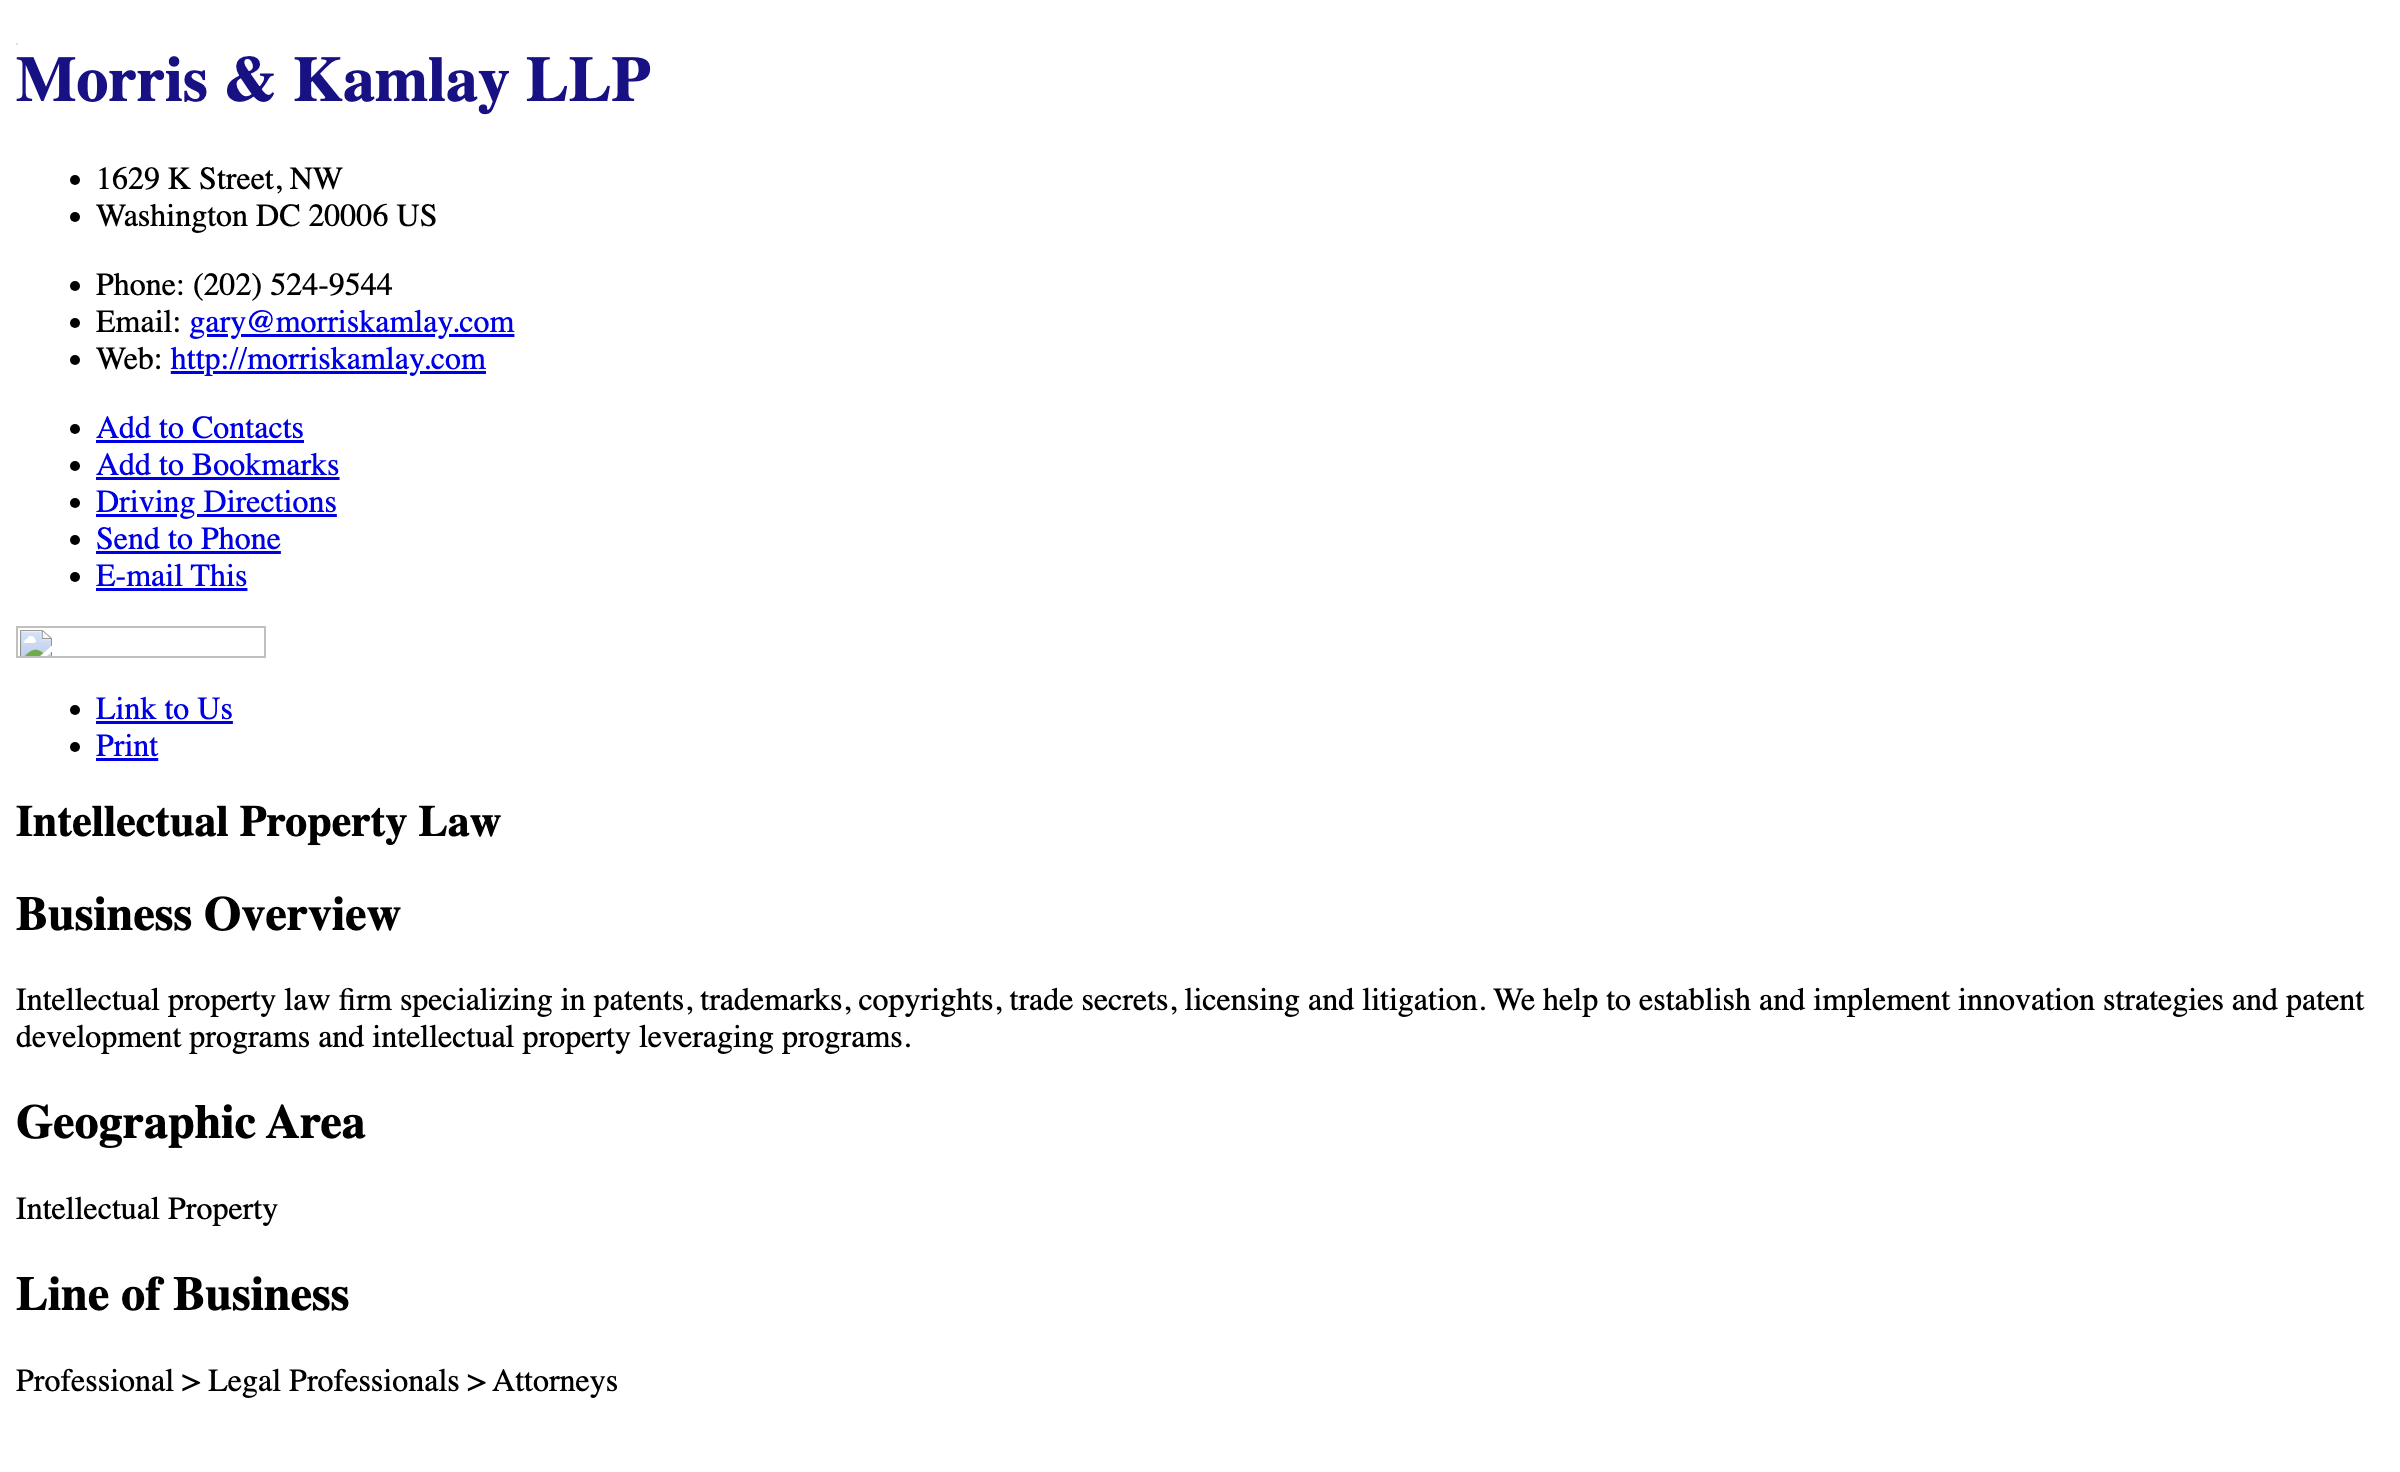 Morris & Kamlay LLP
1629 K Street, NW
Washington DC 20006 US
Phone: (202) 524-9544
Email: gary@morriskamlay.com
Web: http://morriskamlay.com
Add to Contacts
Add to Bookmarks
Driving Directions
Send to Phone
E-mail This
Link to Us
Print
Intellectual Property Law
Business Overview
Intellectual property law firm specializing in patents, trademarks, copyrights, trade secrets, licensing and litigation. We help to establish and implement innovation strategies and patent
development programs and intellectual property leveraging programs.
Geographic Area
Intellectual Property
Line of Business
Professional > Legal Professionals > Attorneys